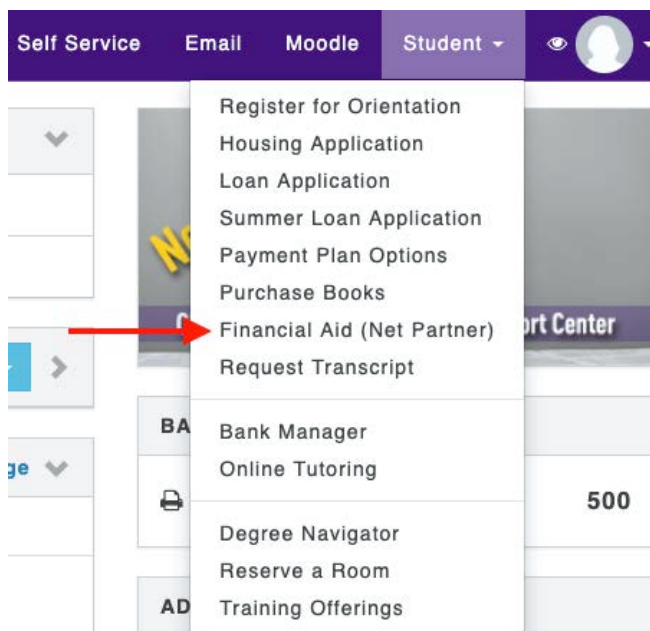 Self Service Email Moodle Student
Register for Orientation
Housing Application
Loan Application
Summer Loan Application
Payment Plan Options
Purchase Books
Financial Aid (Net Partner)
ort Center
Request Transcript
BA
Bank Manager
ge
Online Tutoring
500
Degree Navigator
Reserve a Room
AD
Training Offerings